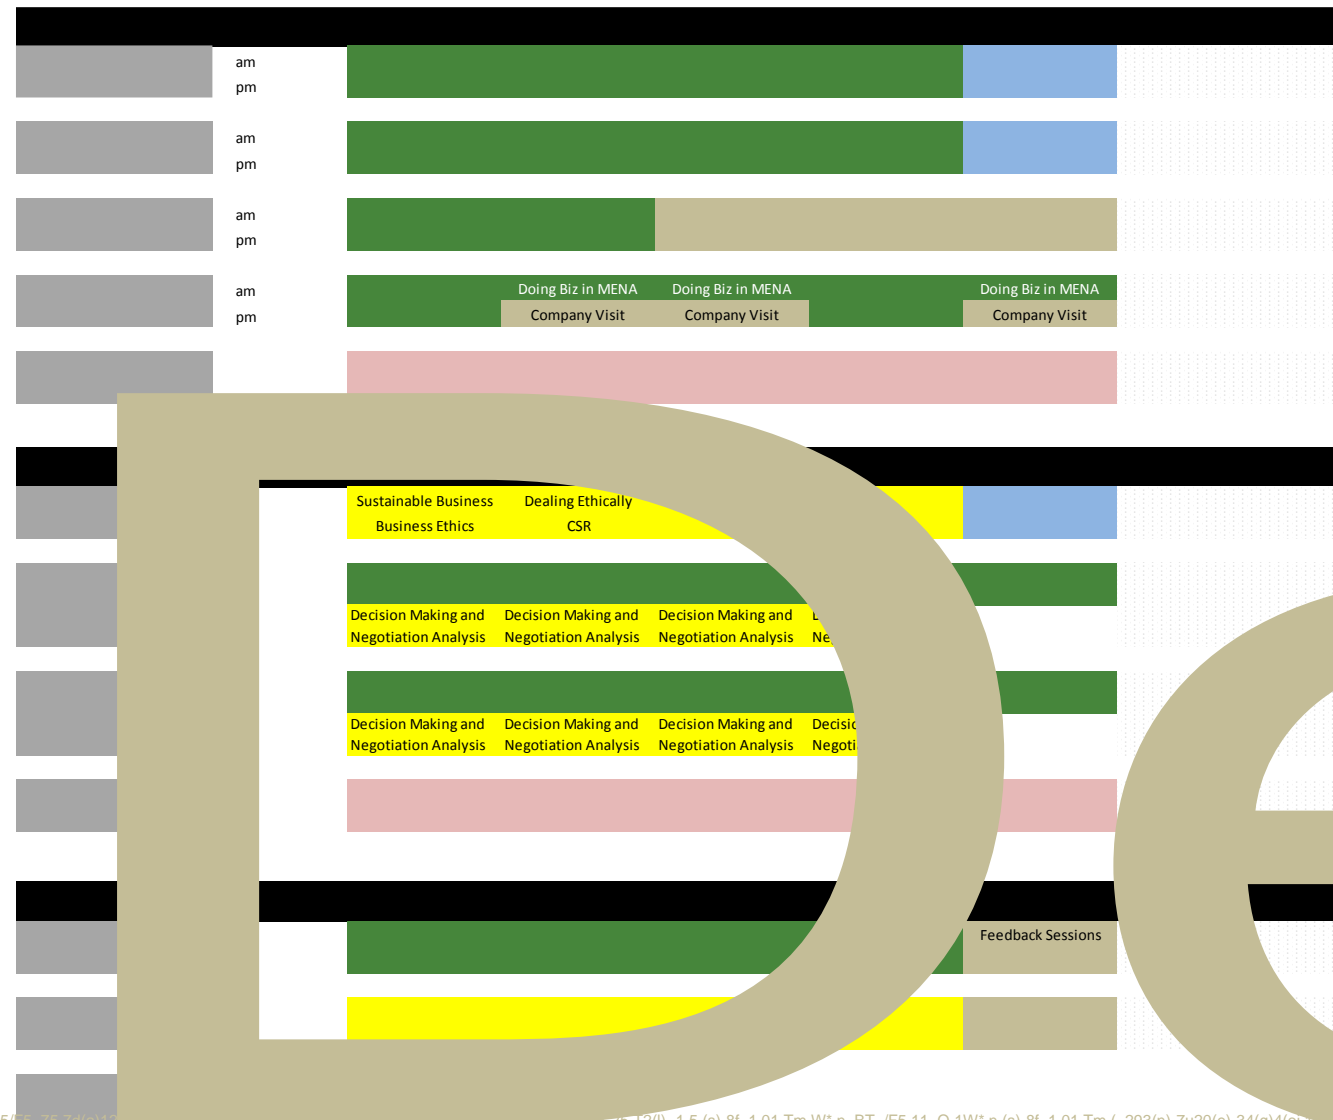 am
pm
am
pm
am
pm
am Doing Biz in MENA Doing Biz in MENA Doing Biz in MENA
pm Company Visit Company Visit Company Visit
Sustainable Business Dealing Ethically
Business Ethics CSR
Decision Making and Decision Making and Decision Making and
Negotiation Analysis Negotiation Analysis Negotiation Analysis
Decision Making and Decision Making and Decision Making and
Negotiation Analysis Negotiation Analysis Negotiation Analysis
De
Feedback Sessions